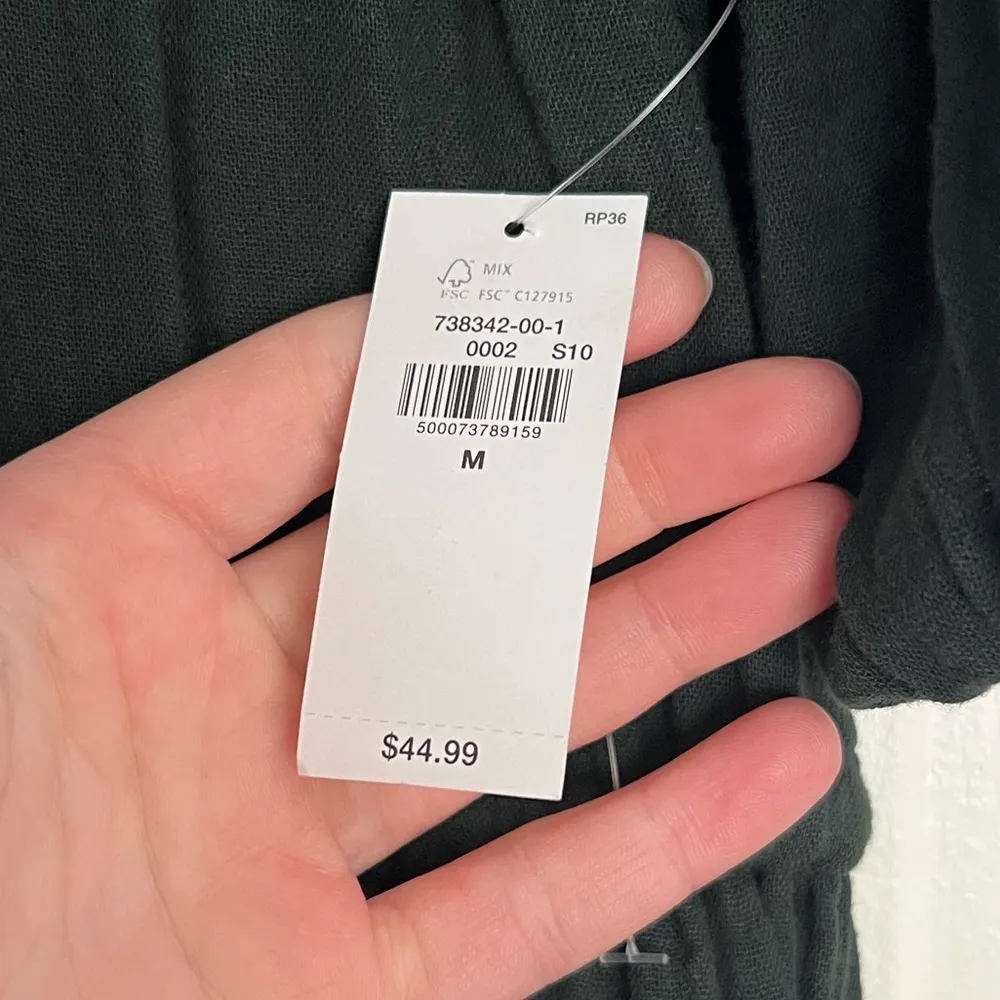 RP36
MIX
FSC FSC™ C127915
738342-00-1
0002 S10
500073789159
M
$44.99